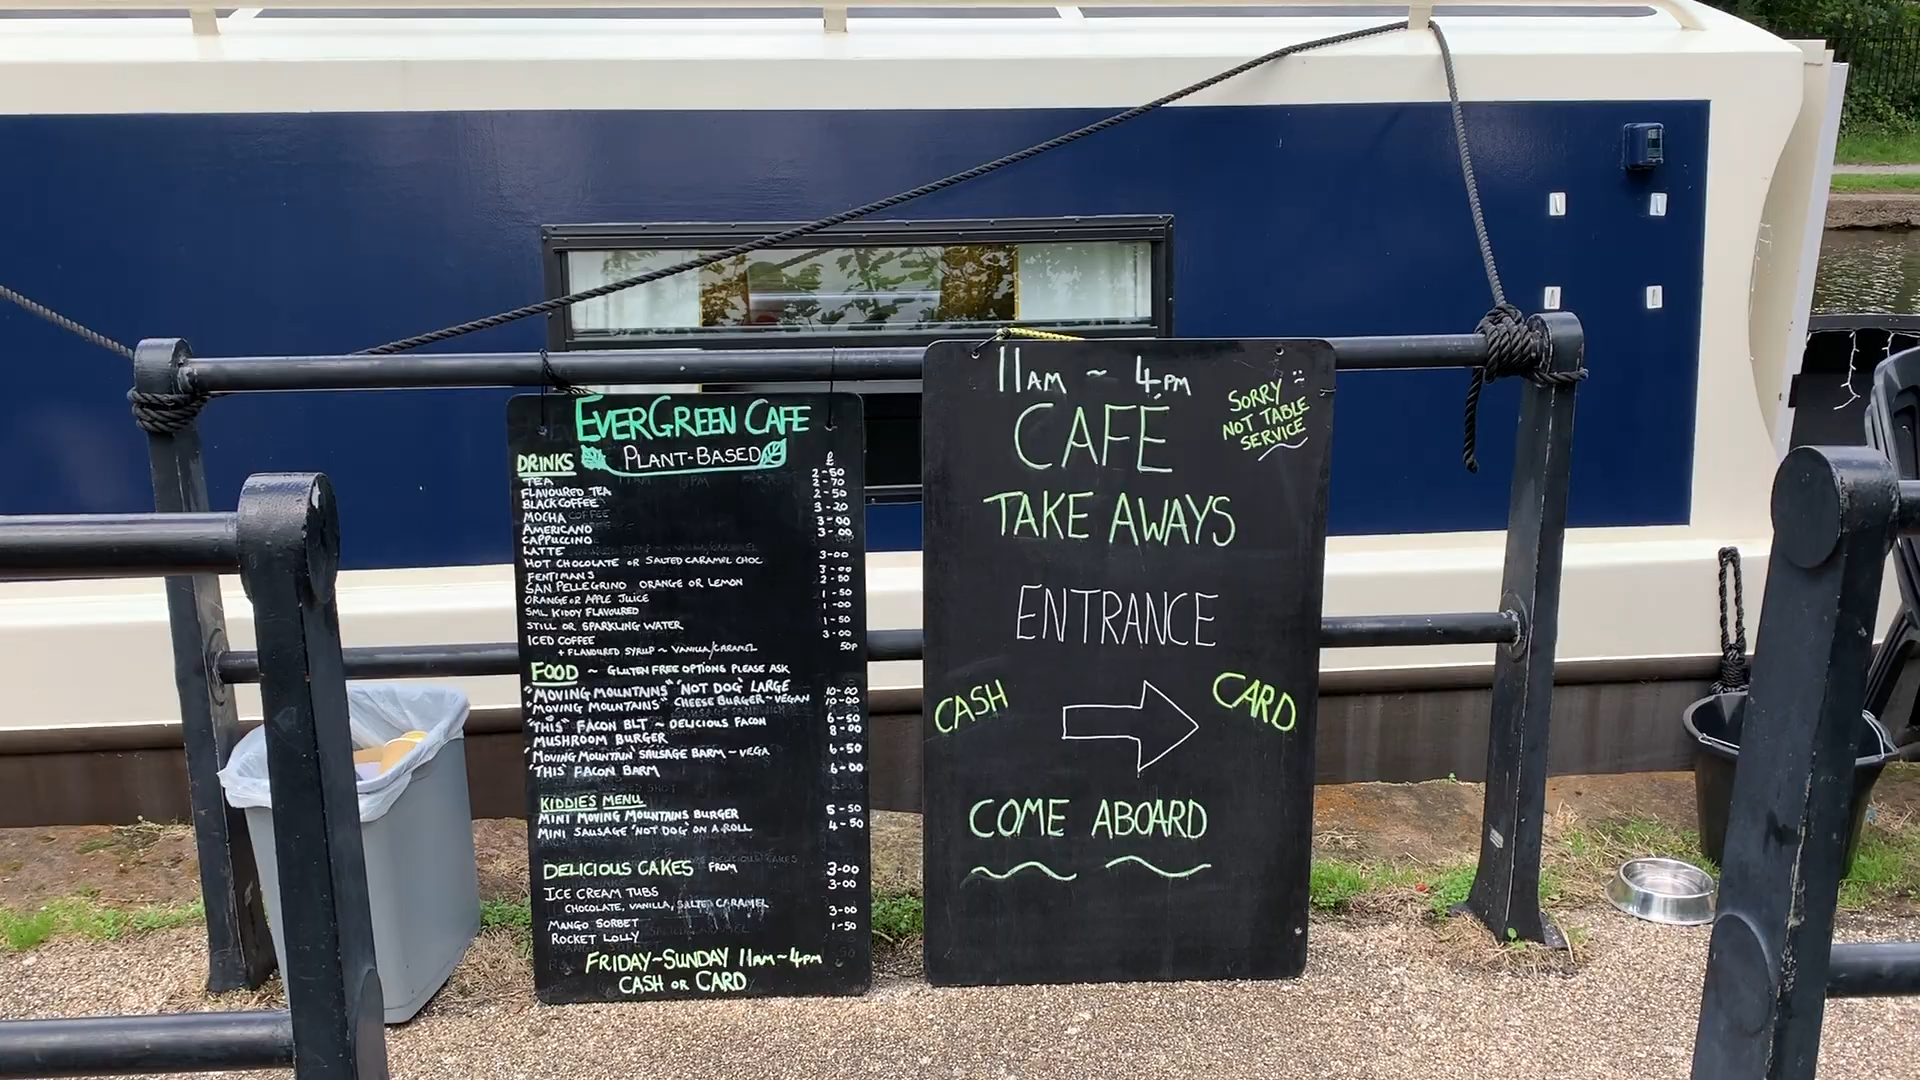 EVERGREEN CAFE
PLANT-BASED
DRINKS £
TEA 2-50
FLAVOURED TEA 2-70
BLACK COFFEE 2-50
MOCHA 3-20
AMERICANO 3-00
CAPPUCCINO 3-00
LATTE
HOT CHOCOLATE OR SALTED CARAMEL CHOC 3-00
FENTIMANS 3-00
SAN PELLEGRINO ORANGE OR LEMON 2-50
ORANGE OR APPLE JUICE 1-50
SML KIDDY FLAVOURED 1-00
STILL OR SPARKLING WATER 1-50
ICED COFFEE 3-00
+ FLAVOURED SYRUP ~ VANILLA/CARAMEL 50P
FOOD ~ GLUTEN FREE OPTIONS PLEASE ASK
"MOVING MOUNTAINS" 'NOT DOG' LARGE 10-00
"MOVING MOUNTAINS" CHEESE BURGER ~ VEGAN 10-00
"THIS" FACON BLT ~ DELICIOUS FACON 6-50
MUSHROOM BURGER 8-00
'MOVING MOUNTAIN' SAUSAGE BARM ~ VEGA 6-50
'THIS' FACON BARM 6-00
KIDDIES MENU
MINI MOVING MOUNTAINS BURGER 5-50
MINI SAUSAGE 'NOT DOG' ON A ROLL 4-50
DELICIOUS CAKES FROM 3-00
ICE CREAM TUBS 3-00
CHOCOLATE, VANILLA, SALTED CARAMEL
MANGO SORBET 3-00
ROCKET LOLLY 1-50
FRIDAY~SUNDAY 11AM~4PM
CASH OR CARD
11AM ~ 4PM
CAFÉ
SORRY
NOT TABLE
SERVICE
TAKE AWAYS
ENTRANCE
CASH CARD
COME ABOARD